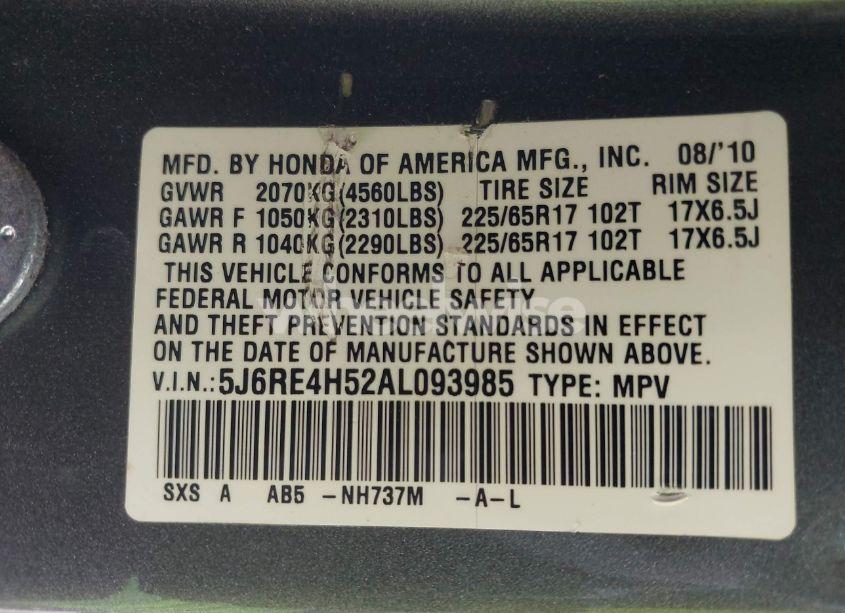 MFD. BY HONDA OF AMERICA MFG., INC. 08/'10
GVWR 2070KG(4560LBS) TIRE SIZE RIM SIZE
GAWR F 1050KG(2310LBS) 225/65R17 102T 17X6.5J
GAWR R 1040KG(2290LBS) 225/65R17 102T 17X6.5J
THIS VEHICLE CONFORMS TO ALL APPLICABLE
FEDERAL MOTOR VEHICLE SAFETY
AND THEFT PREVENTION STANDARDS IN EFFECT
ON THE DATE OF MANUFACTURE SHOWN ABOVE.
V.I.N.:5J6RE4H52AL093985 TYPE: MPV
SXS A AB5 -NH737M -A-L